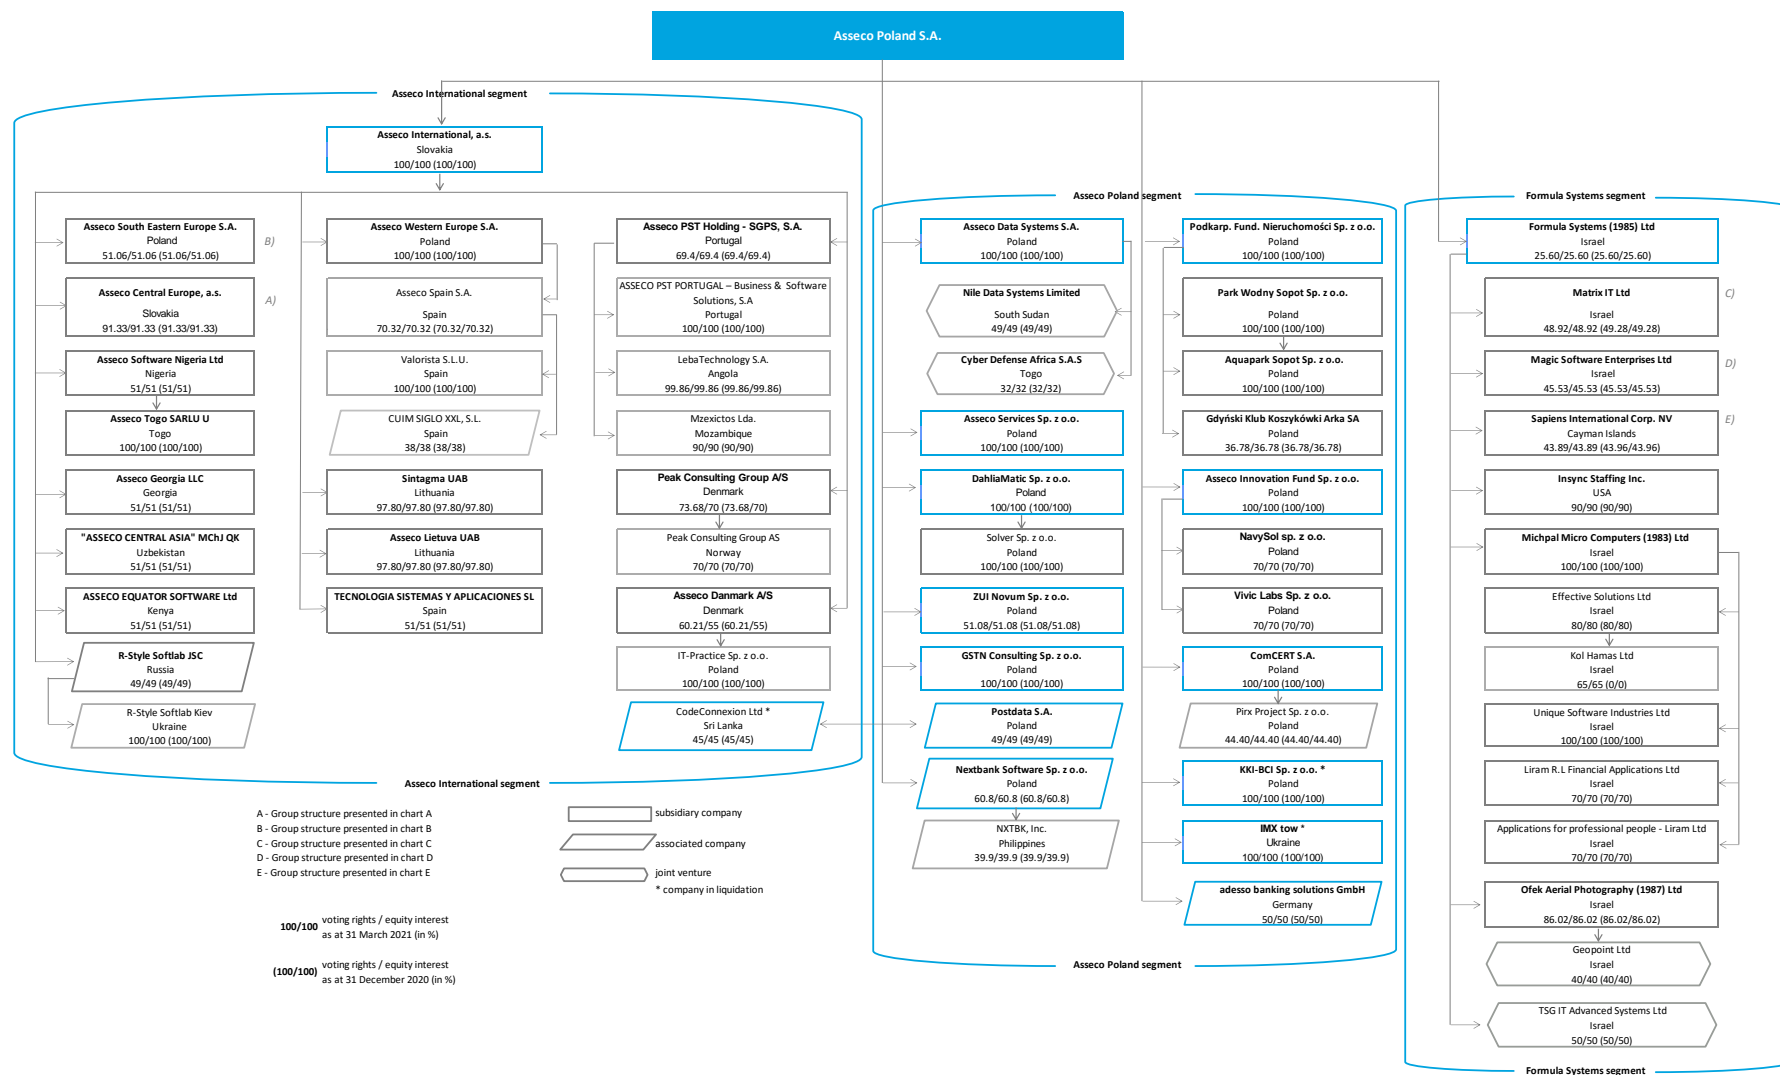 Asseco Poland S.A.
Asseco International segment
Asseco International, a.s.
Slovakia
100/100 (100/100)
Asseco South Eastern Europe S.A.
Poland
51.06/51.06 (51.06/51.06)
B)
Asseco Central Europe, a.s.
Slovakia
91.33/91.33 (91.33/91.33)
A)
Asseco Software Nigeria Ltd
Nigeria
51/51 (51/51)
Asseco Togo SARLU U
Togo
100/100 (100/100)
Asseco Georgia LLC
Georgia
51/51 (51/51)
"ASSECO CENTRAL ASIA" MChJ QK
Uzbekistan
51/51 (51/51)
ASSECO EQUATOR SOFTWARE Ltd
Kenya
51/51 (51/51)
R-Style Softlab JSC
Russia
49/49 (49/49)
R-Style Softlab Kiev
Ukraine
100/100 (100/100)
Asseco Western Europe S.A.
Poland
100/100 (100/100)
Asseco Spain S.A.
Spain
70.32/70.32 (70.32/70.32)
Valorista S.L.U.
Spain
100/100 (100/100)
CUIM SIGLO XXL, S.L.
Spain
38/38 (38/38)
Sintagma UAB
Lithuania
97.80/97.80 (97.80/97.80)
Asseco Lietuva UAB
Lithuania
97.80/97.80 (97.80/97.80)
TECNOLOGIA SISTEMAS Y APLICACIONES SL
Spain
51/51 (51/51)
Asseco PST Holding - SGPS, S.A.
Portugal
69.4/69.4 (69.4/69.4)
ASSECO PST PORTUGAL – Business & Software
Solutions, S.A
Portugal
100/100 (100/100)
LebaTechnology S.A.
Angola
99.86/99.86 (99.86/99.86)
Mzexictos Lda.
Mozambique
90/90 (90/90)
Peak Consulting Group A/S
Denmark
73.68/70 (73.68/70)
Peak Consulting Group AS
Norway
70/70 (70/70)
Asseco Danmark A/S
Denmark
60.21/55 (60.21/55)
IT-Practice Sp. z o.o.
Poland
100/100 (100/100)
CodeConnexion Ltd *
Sri Lanka
45/45 (45/45)
Asseco International segment
Asseco Poland segment
Asseco Data Systems S.A.
Poland
100/100 (100/100)
Nile Data Systems Limited
South Sudan
49/49 (49/49)
Cyber Defense Africa S.A.S
Togo
32/32 (32/32)
Asseco Services Sp. z o.o.
Poland
100/100 (100/100)
DahliaMatic Sp. z o.o.
Poland
100/100 (100/100)
Solver Sp. z o.o.
Poland
100/100 (100/100)
ZUI Novum Sp. z o.o.
Poland
51.08/51.08 (51.08/51.08)
GSTN Consulting Sp. z o.o.
Poland
100/100 (100/100)
Postdata S.A.
Poland
49/49 (49/49)
Nextbank Software Sp. z o.o.
Poland
60.8/60.8 (60.8/60.8)
NXTBK, Inc.
Philippines
39.9/39.9 (39.9/39.9)
Podkarp. Fund. Nieruchomości Sp. z o.o.
Poland
100/100 (100/100)
Park Wodny Sopot Sp. z o.o.
Poland
100/100 (100/100)
Aquapark Sopot Sp. z o.o.
Poland
100/100 (100/100)
Gdyński Klub Koszykówki Arka SA
Poland
36.78/36.78 (36.78/36.78)
Asseco Innovation Fund Sp. z o.o.
Poland
100/100 (100/100)
NavySol sp. z o.o.
Poland
70/70 (70/70)
Vivic Labs Sp. z o.o.
Poland
70/70 (70/70)
ComCERT S.A.
Poland
100/100 (100/100)
Pirx Project Sp. z o.o.
Poland
44.40/44.40 (44.40/44.40)
KKI-BCI Sp. z o.o. *
Poland
100/100 (100/100)
IMX tow *
Ukraine
100/100 (100/100)
adesso banking solutions GmbH
Germany
50/50 (50/50)
Asseco Poland segment
Formula Systems segment
Formula Systems (1985) Ltd
Israel
25.60/25.60 (25.60/25.60)
Matrix IT Ltd
Israel
48.92/48.92 (49.28/49.28)
C)
Magic Software Enterprises Ltd
Israel
45.53/45.53 (45.53/45.53)
D)
Sapiens International Corp. NV
Cayman Islands
43.89/43.89 (43.96/43.96)
E)
Insync Staffing Inc.
USA
90/90 (90/90)
Michpal Micro Computers (1983) Ltd
Israel
100/100 (100/100)
Effective Solutions Ltd
Israel
80/80 (80/80)
Kol Hamas Ltd
Israel
65/65 (0/0)
Unique Software Industries Ltd
Israel
100/100 (100/100)
Liram R.L Financial Applications Ltd
Israel
70/70 (70/70)
Applications for professional people - Liram Ltd
Israel
70/70 (70/70)
Ofek Aerial Photography (1987) Ltd
Israel
86.02/86.02 (86.02/86.02)
Geopoint Ltd
Israel
40/40 (40/40)
TSG IT Advanced Systems Ltd
Israel
50/50 (50/50)
Formula Systems segment
A - Group structure presented in chart A
B - Group structure presented in chart B
C - Group structure presented in chart C
D - Group structure presented in chart D
E - Group structure presented in chart E
subsidiary company
associated company
joint venture
* company in liquidation
100/100 voting rights / equity interest
as at 31 March 2021 (in %)
(100/100) voting rights / equity interest
as at 31 December 2020 (in %)